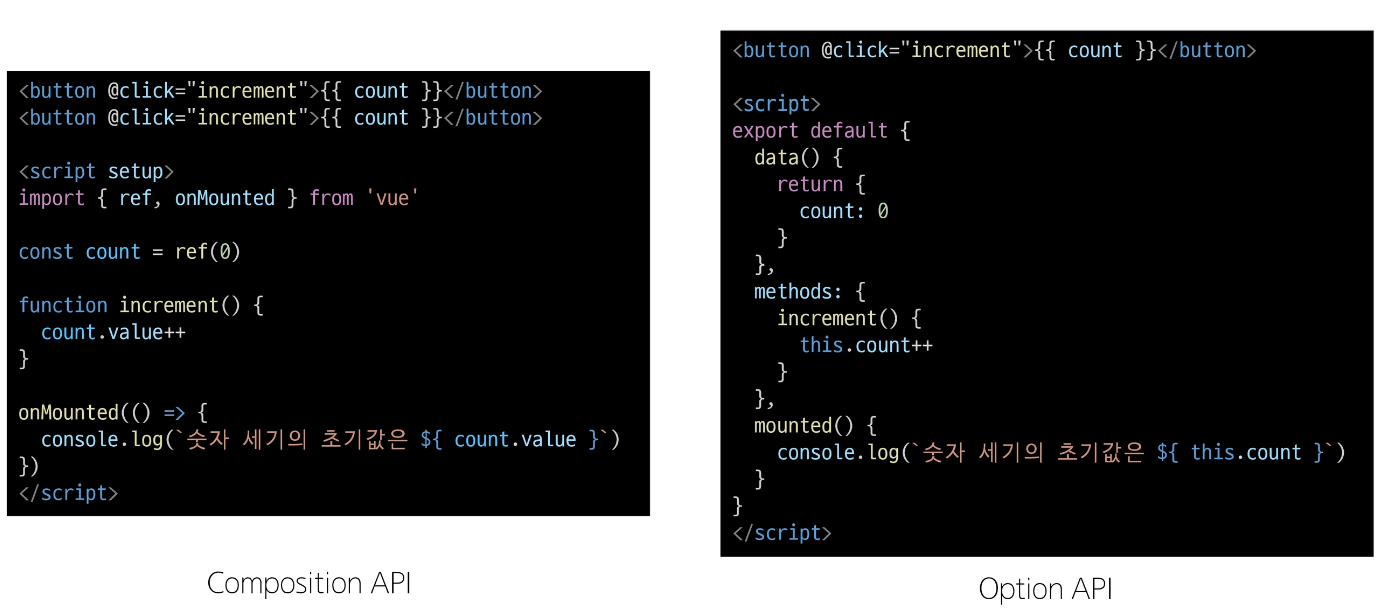 <button @click="increment">{{ count }}</button>
<button @click="increment">{{ count }}</button>
<script setup>
import { ref, onMounted } from 'vue'
const count = ref(0)
function increment() {
  count.value++
}
onMounted(() => {
  console.log(`숫자 세기의 초기값은 ${ count.value }`)
})
</script>
Composition API
<button @click="increment">{{ count }}</button>
<script>
export default {
  data() {
    return {
      count: 0
    }
  },
  methods: {
    increment() {
      this.count++
    }
  },
  mounted() {
    console.log(`숫자 세기의 초기값은 ${ this.count }`)
  }
}
</script>
Option API